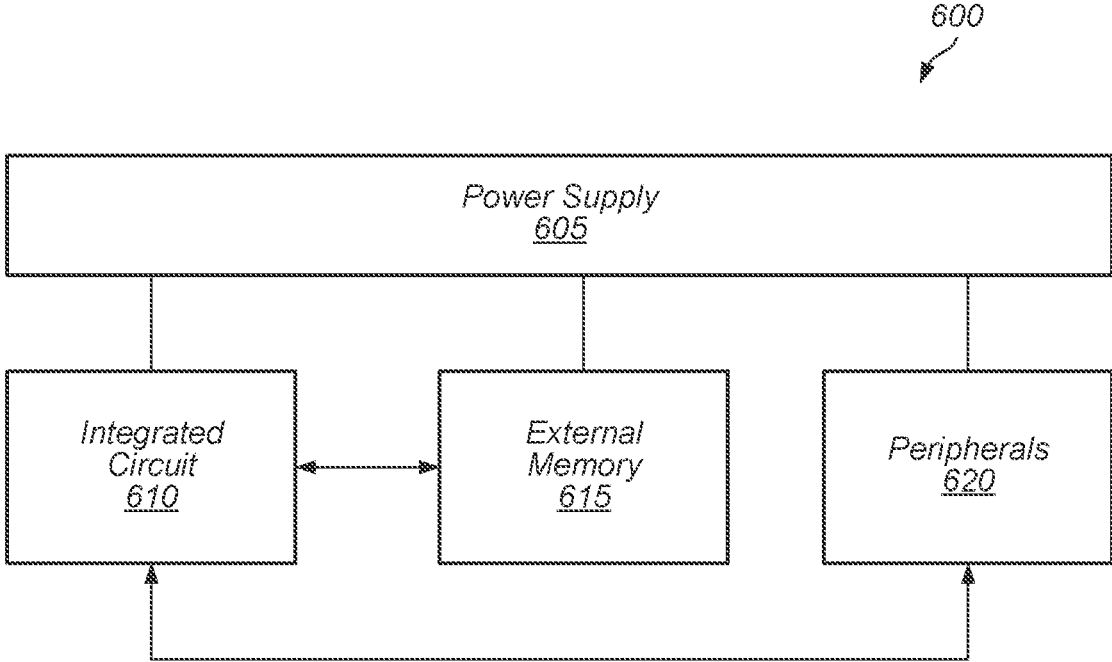 600
Power Supply
605
Integrated
Circuit
610
External
Memory
615
Peripherals
620